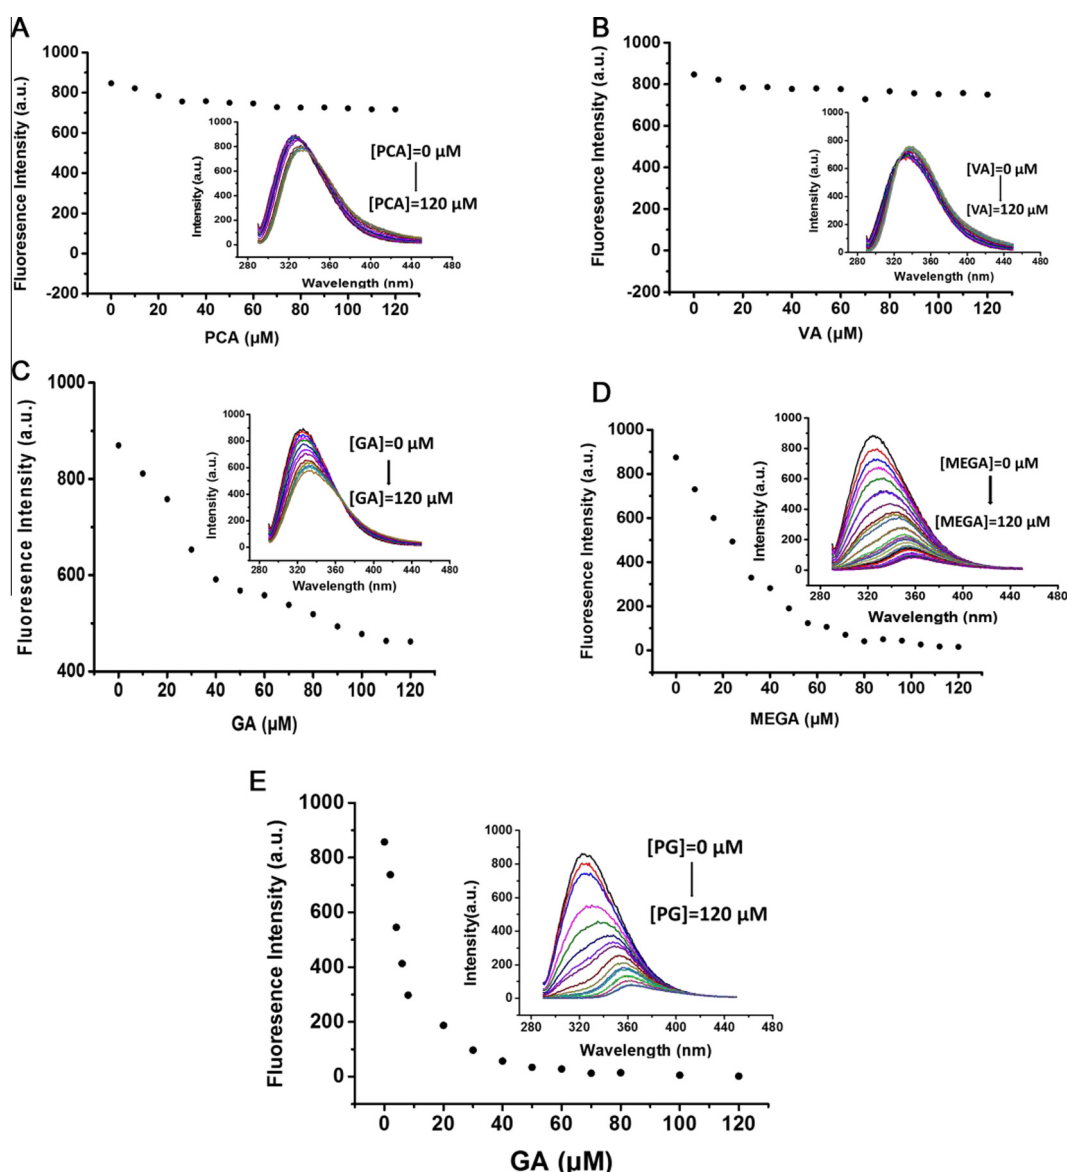 A
Fluoresence Intensity (a.u.)
1000
800
600
400
200
0
-200
0 20 40 60 80 100 120
PCA (μM)
Intensity (a.u.)
1000
900
800
700
600
500
400
300
200
100
0
280 320 360 400 440 480
Wavelength (nm)
[PCA]=0 μM
[PCA]=120 μM
B
Fluoresence Intensity (a.u.)
1000
800
600
400
200
0
-200
0 20 40 60 80 100 120
VA (μM)
Intensity (a.u.)
1000
800
600
400
200
0
280 320 360 400 440 480
Wavelength (nm)
[VA]=0 μM
[VA]=120 μM
C
Fluoresence Intensity (a.u.)
1000
800
600
400
0 20 40 60 80 100 120
GA (μM)
Intensity (a.u.)
1000
800
600
400
200
0
280 320 360 400 440 480
Wavelength (nm)
[GA]=0 μM
[GA]=120 μM
D
Fluoresence Intensity (a.u.)
1000
800
600
400
200
0
0 20 40 60 80 100 120
MEGA (μM)
Intensity (a.u.)
1000
900
800
700
600
500
400
300
200
100
0
280 320 360 400 440 480
Wavelength (nm)
[MEGA]=0 μM
[MEGA]=120 μM
E
Fluoresence Intensity (a.u.)
1000
800
600
400
200
0
0 20 40 60 80 100 120
GA (μM)
Intensity(a.u.)
1000
800
600
400
200
0
280 320 360 400 440 480
Wavelength (nm)
[PG]=0 μM
[PG]=120 μM